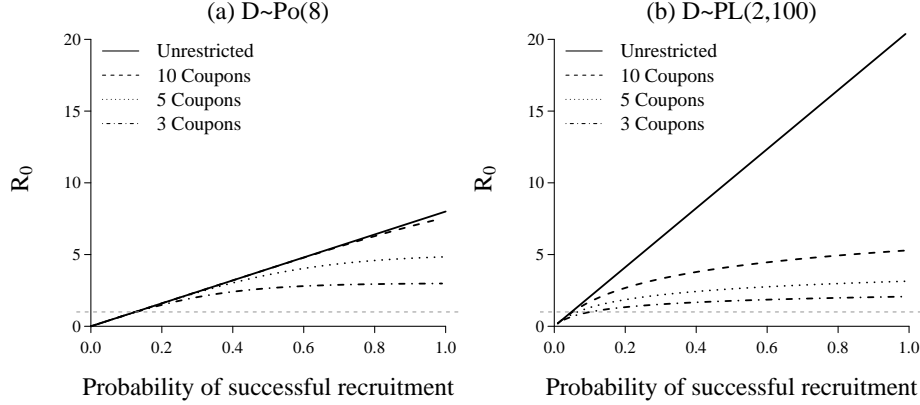 (a) D~Po(8)
20
15
10
5
0
R0
Unrestricted
10 Coupons
5 Coupons
3 Coupons
0.0 0.2 0.4 0.6 0.8 1.0
Probability of successful recruitment
(b) D~PL(2,100)
20
15
10
5
0
R0
Unrestricted
10 Coupons
5 Coupons
3 Coupons
0.0 0.2 0.4 0.6 0.8 1.0
Probability of successful recruitment